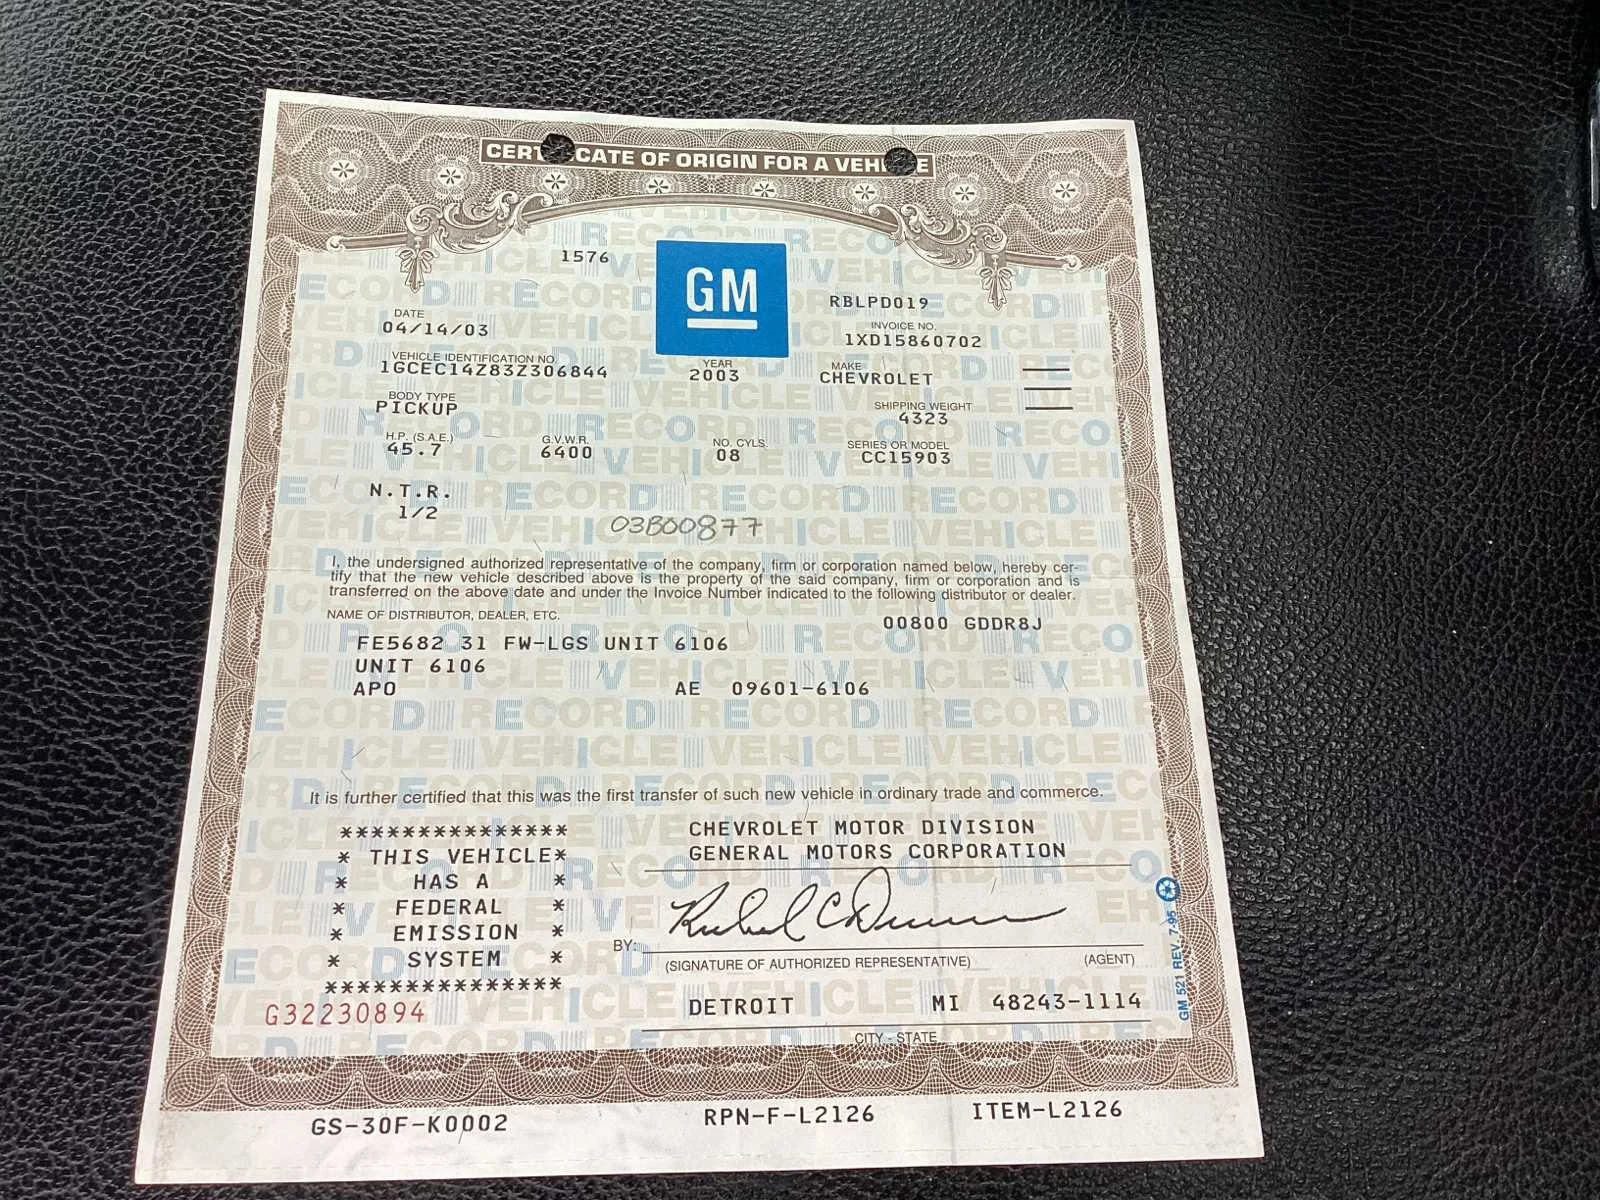 CERT CATE OF ORIGIN FOR A VEH E
1576
GM
RBLPD019
DATE
04/14/03
INVOICE NO.
1XD15860702
VEHICLE IDENTIFICATION NO.
1GCEC14Z83Z306844
YEAR
2003
MAKE
CHEVROLET
BODY TYPE
PICKUP
SHIPPING WEIGHT
4323
H.P. (S.A.E.)
45.7
G.V.W.R.
6400
NO. CYLS.
08
SERIES OR MODEL
CC15903
N.T.R.
1/2
03B00877
I, the undersigned authorized representative of the company, firm or corporation named below, hereby cer-
tify that the new vehicle described above is the property of the said company, firm or corporation and is
transferred on the above date and under the Invoice Number indicated to the following distributor or dealer.
NAME OF DISTRIBUTOR, DEALER, ETC.
00800 GDDR8J
FE5682 31 FW-LGS UNIT 6106
UNIT 6106
APO AE 09601-6106
It is further certified that this was the first transfer of such new vehicle in ordinary trade and commerce.
***************
* THIS VEHICLE*
* HAS A *
* FEDERAL *
* EMISSION *
* SYSTEM *
***************
G32230894
CHEVROLET MOTOR DIVISION
GENERAL MOTORS CORPORATION
BY:
(SIGNATURE OF AUTHORIZED REPRESENTATIVE) (AGENT)
DETROIT MI 48243-1114
CITY - STATE
GM 521 REV. 7-95
GS-30F-K0002 RPN-F-L2126 ITEM-L2126